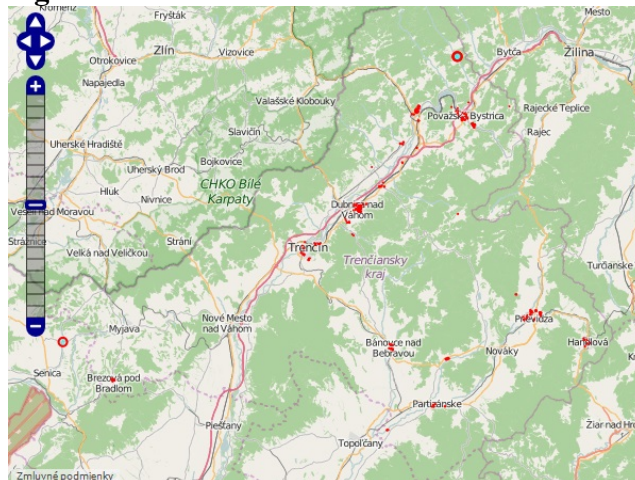 Kroměříž
Fryšták
Mesto
Zlín
Vizovice
Bytča
Žilina
Otrokovice
Napajedla
Valašské Klobouky
Považská Bystrica
Rajecké Teplice
Rajec
Slavičín
Uherské Hradiště
Uherský Brod
Bojkovice
Hluk
Nivnice
CHKO Bílé
Karpaty
Dubnica nad
Váhom
Veselí nad Moravou
Strážnice
Strání
Velká nad Veličkou
Trenčín
Trenčiansky
kraj
Turčianske
Myjava
Nové Mesto
nad Váhom
Prievidza
Bánovce nad
Bebravou
Nováky
Handlová
Senica
Brezová pod
Bradlom
Partizánske
Piešťany
Topoľčany
Žiar nad Hr
Zmluvné podmienky